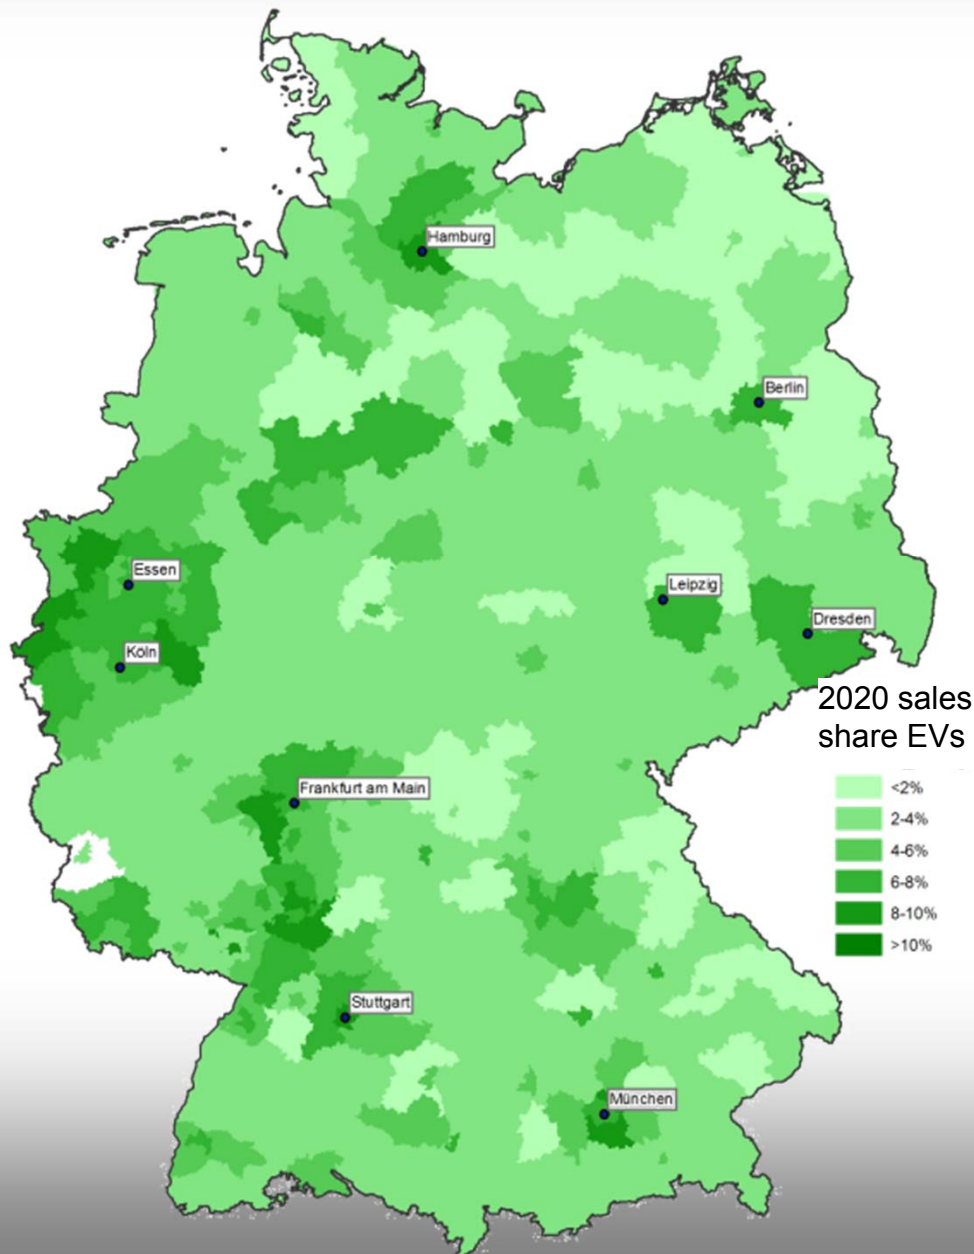 Hamburg
Berlin
Essen
Leipzig
Dresden
Köln
2020 sales
share EVs
Frankfurt am Main
<2%
2-4%
4-6%
6-8%
8-10%
>10%
Stuttgart
München